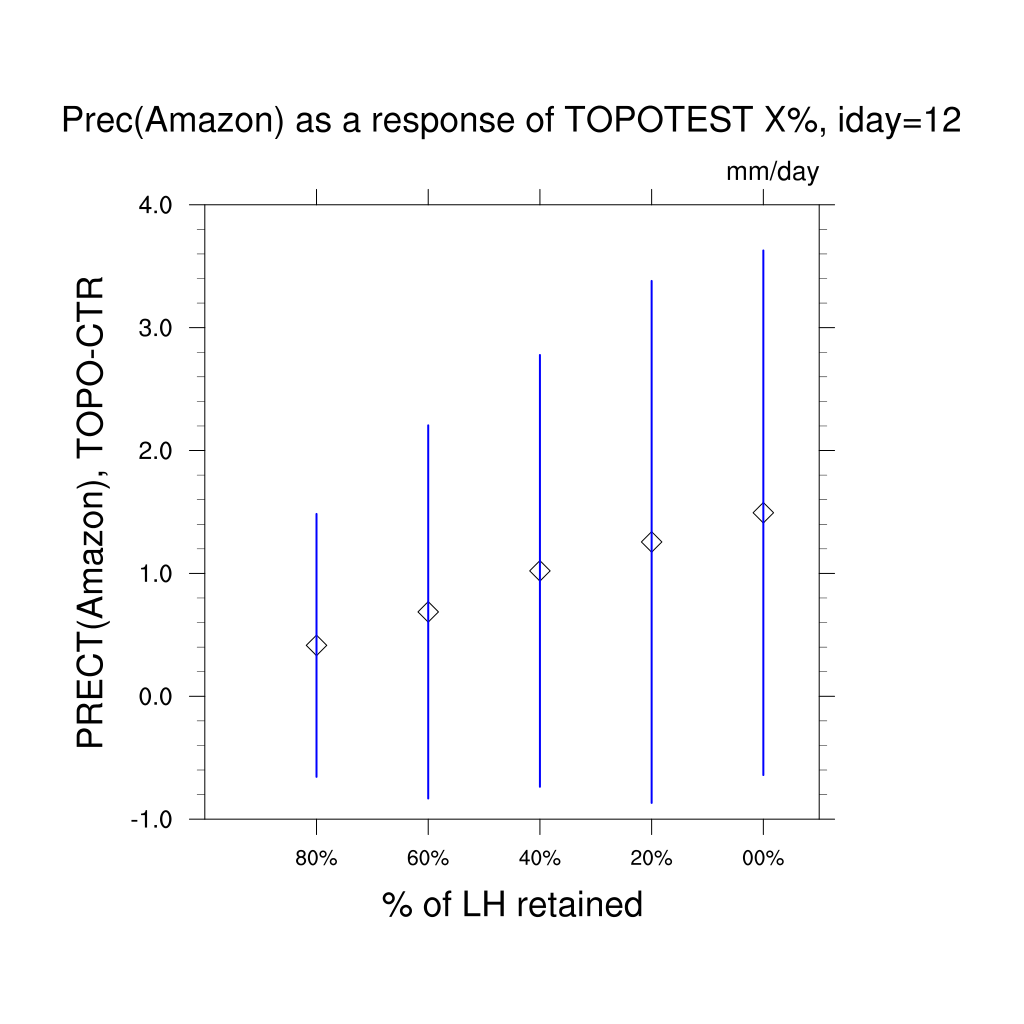 Prec(Amazon) as a response of TOPOTEST X%, iday=12
mm/day
PRECT(Amazon), TOPO-CTR
4.0
3.0
2.0
1.0
0.0
-1.0
80% 60% 40% 20% 00%
% of LH retained